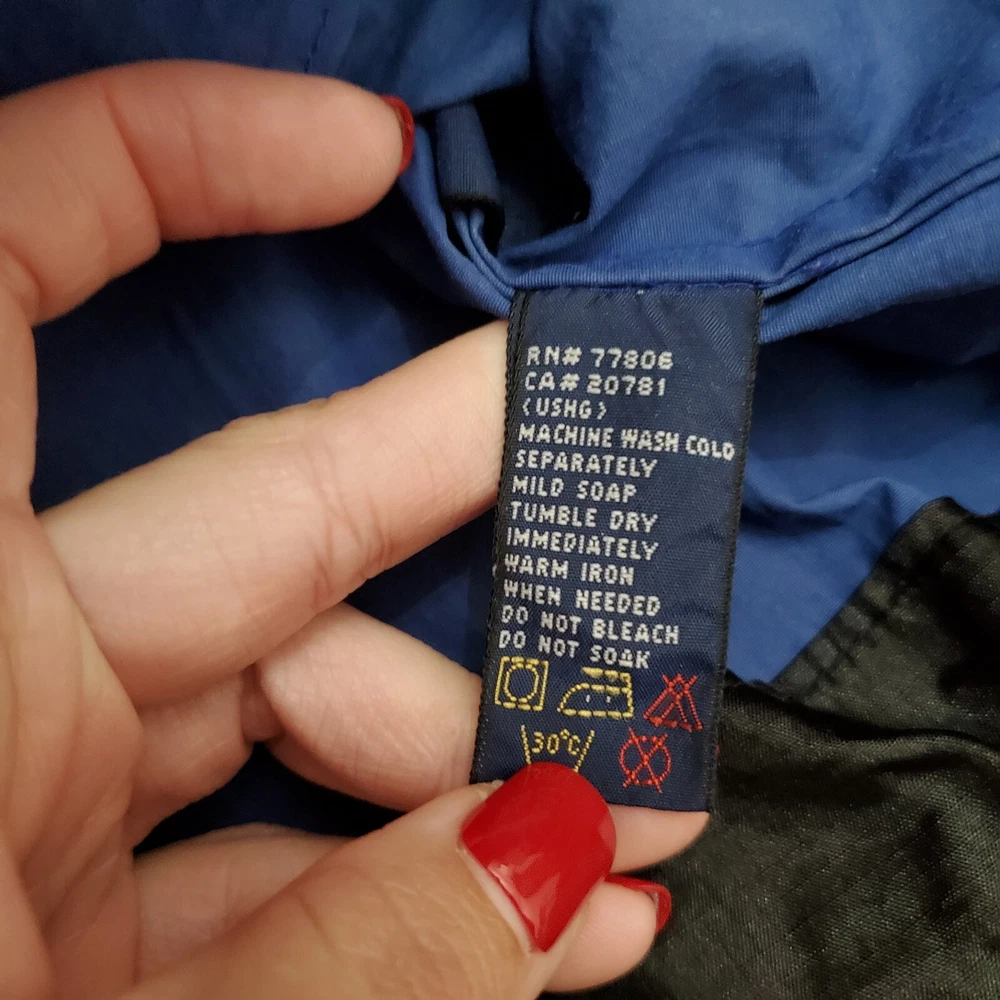 RN# 77806
CA# 20781
(USHG)
MACHINE WASH COLD
SEPARATELY
MILD SOAP
TUMBLE DRY
IMMEDIATELY
WARM IRON
WHEN NEEDED
DO NOT BLEACH
DO NOT SOAK
30°C